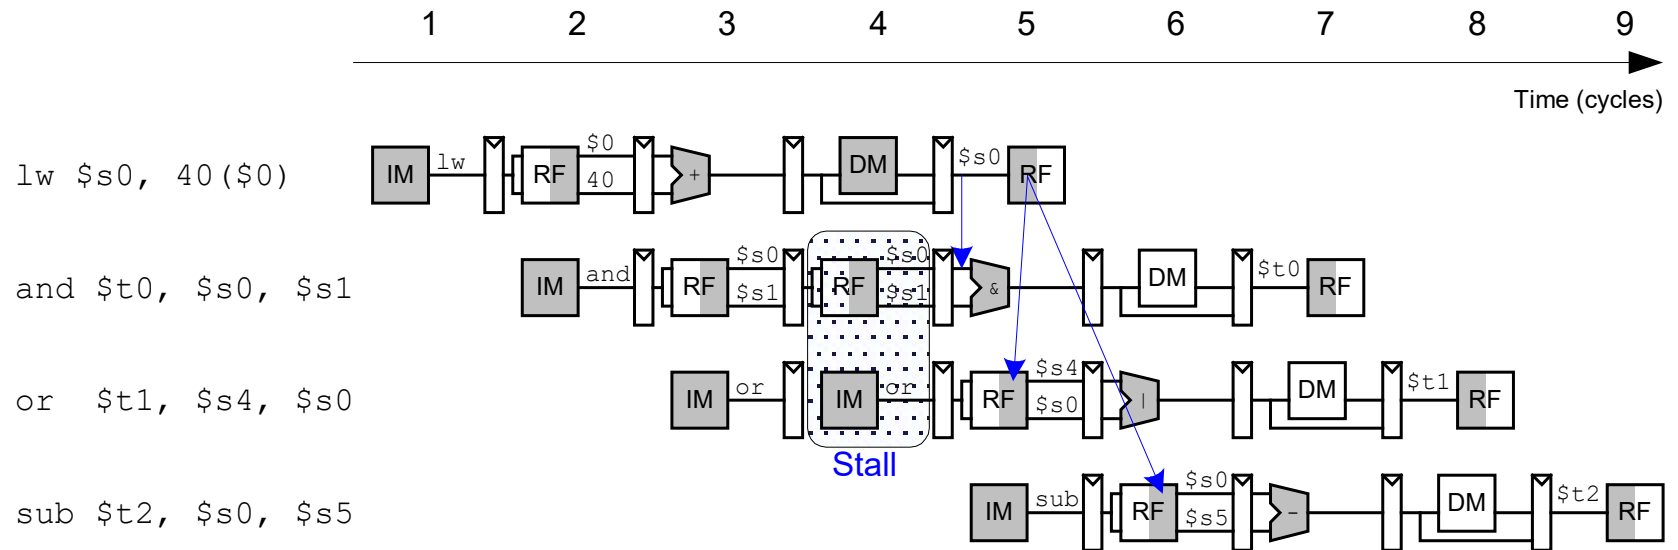 1 2 3 4 5 6 7 8 9
Time (cycles)
lw $s0, 40($0) IM lw RF $0 40 + DM $s0 RF
and $t0, $s0, $s1 IM and RF $s0 $s1 RF $s0 $s1 & DM $t0 RF
or $t1, $s4, $s0 IM or IM or RF $s4 $s0 | DM $t1 RF
Stall
sub $t2, $s0, $s5 IM sub RF $s0 $s5 - DM $t2 RF